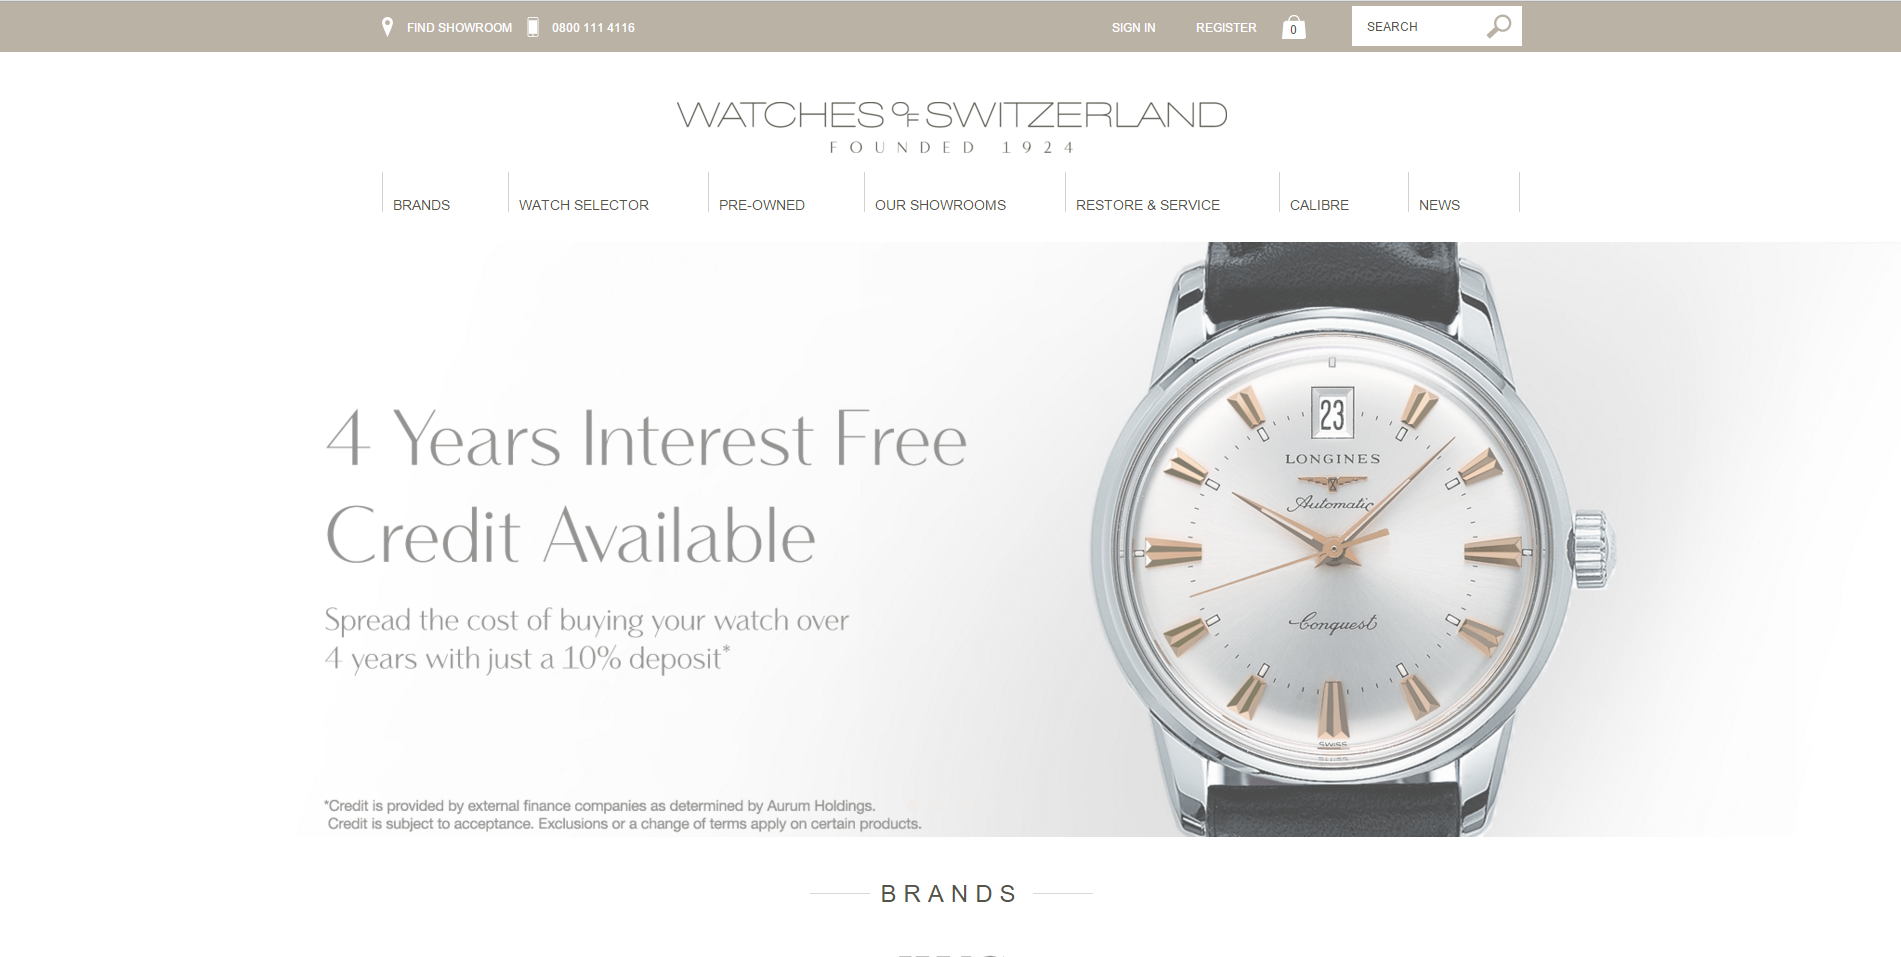 FIND SHOWROOM
0800 111 4116
SIGN IN
REGISTER
0
SEARCH
WATCHES OF SWITZERLAND
FOUNDED 1924
BRANDS
WATCH SELECTOR
PRE-OWNED
OUR SHOWROOMS
RESTORE & SERVICE
CALIBRE
NEWS
4 Years Interest Free
Credit Available
Spread the cost of buying your watch over
4 years with just a 10% deposit*
*Credit is provided by external finance companies as determined by Aurum Holdings.
Credit is subject to acceptance. Exclusions or a change of terms apply on certain products.
23
LONGINES
Automatic
Conquest
SWISS
BRANDS